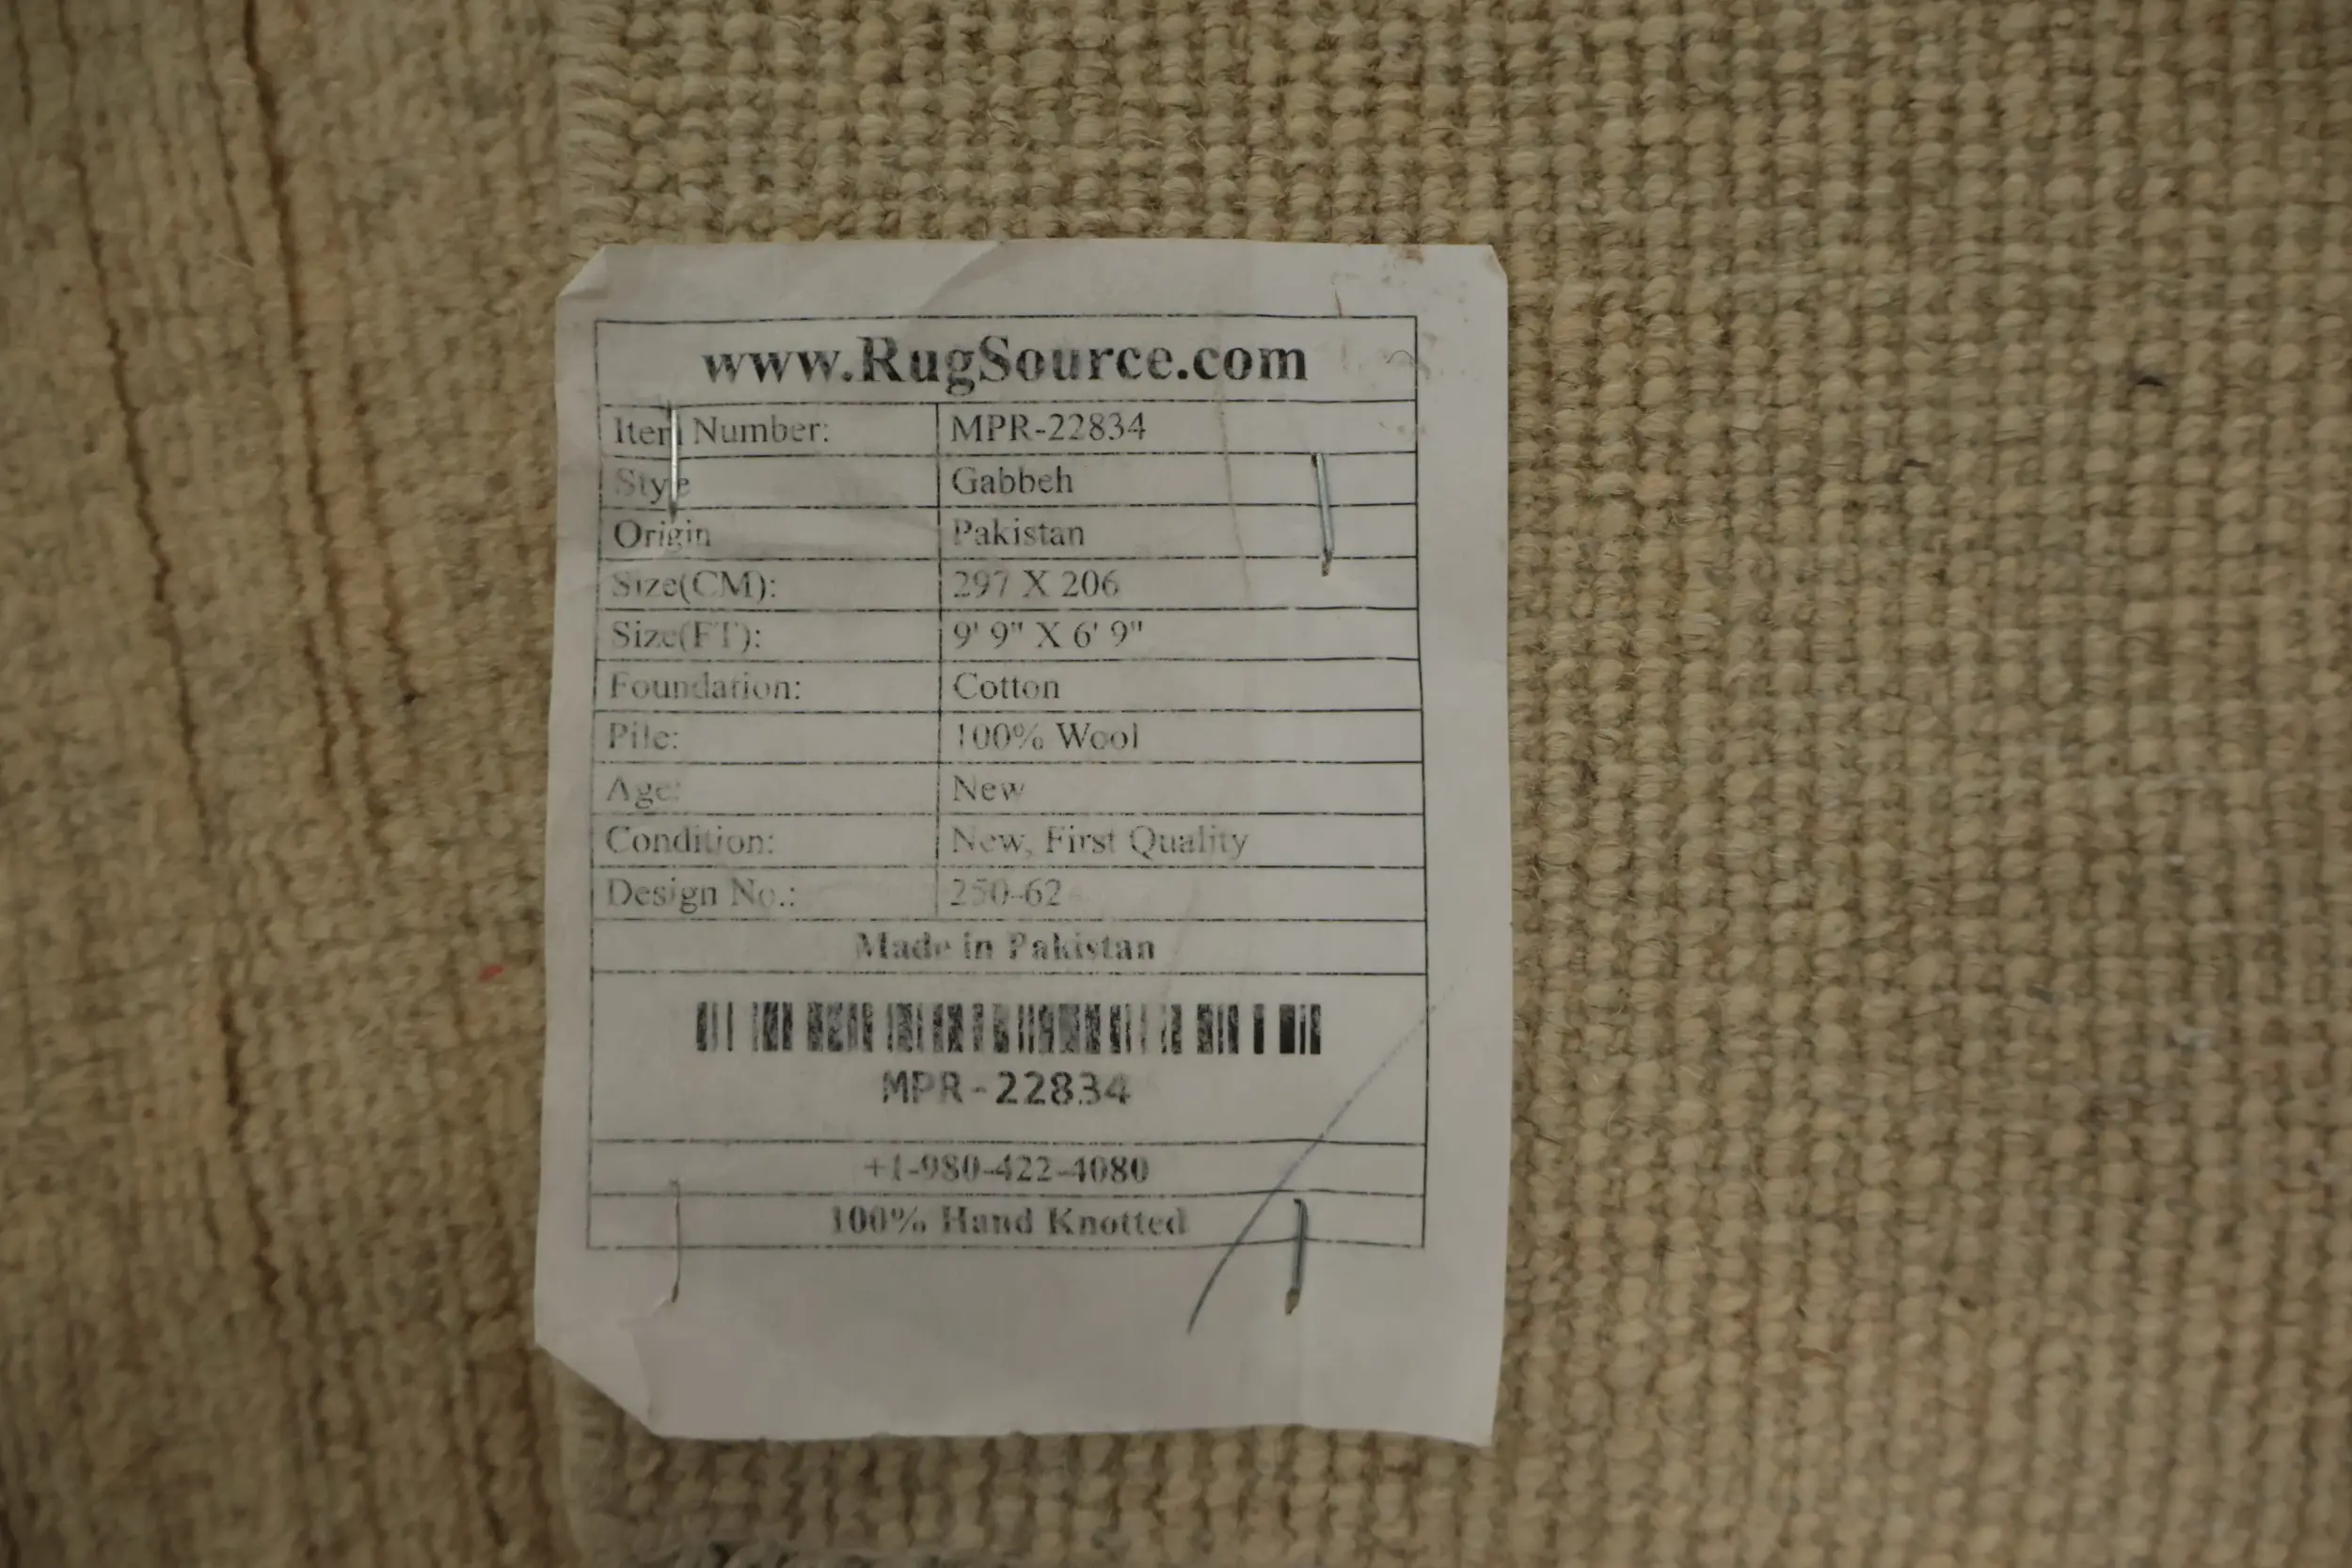 www.RugSource.com
Item Number: MPR-22834
Style Gabbeh
Origin Pakistan
Size(CM): 297 X 206
Size(FT): 9' 9" X 6' 9"
Foundation: Cotton
Pile: 100% Wool
Age: New
Condition: New, First Quality
Design No.: 250-62
Made in Pakistan
MPR-22834
+1-980-422-4080
100% Hand Knotted